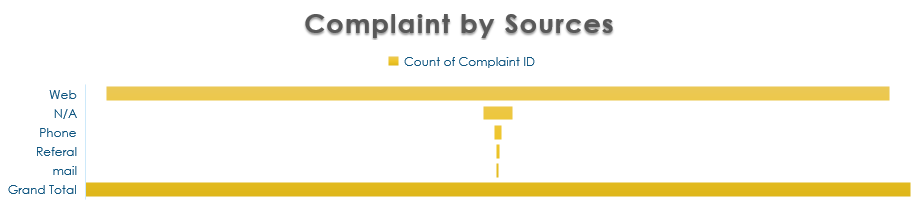 Complaint by Sources
Count of Complaint ID
Web
N/A
Phone
Referal
mail
Grand Total